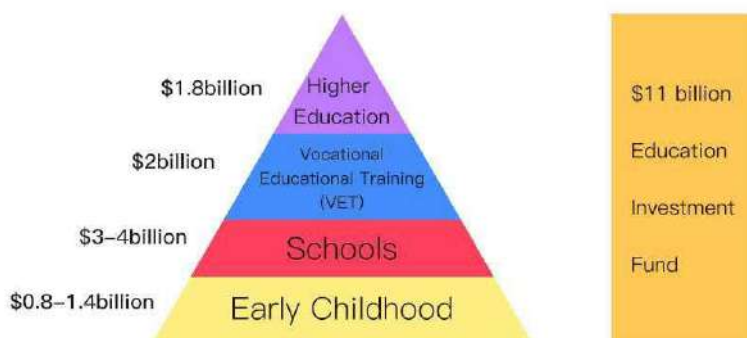 $1.8billion
Higher
Education
$2billion
Vocational
Educational Training
(VET)
$3-4billion
Schools
$0.8-1.4billion
Early Childhood
$11 billion
Education
Investment
Fund